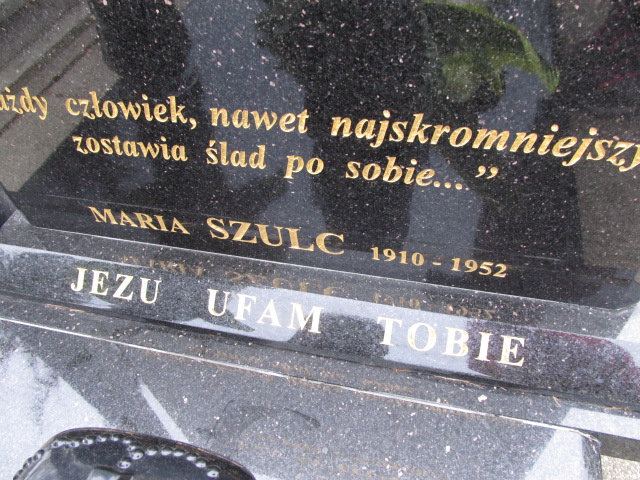 ażdy człowiek, nawet najskromniejszy
zostawia ślad po sobie...."
MARIA SZULC 1910 - 1952
JEZU UFAM TOBIE